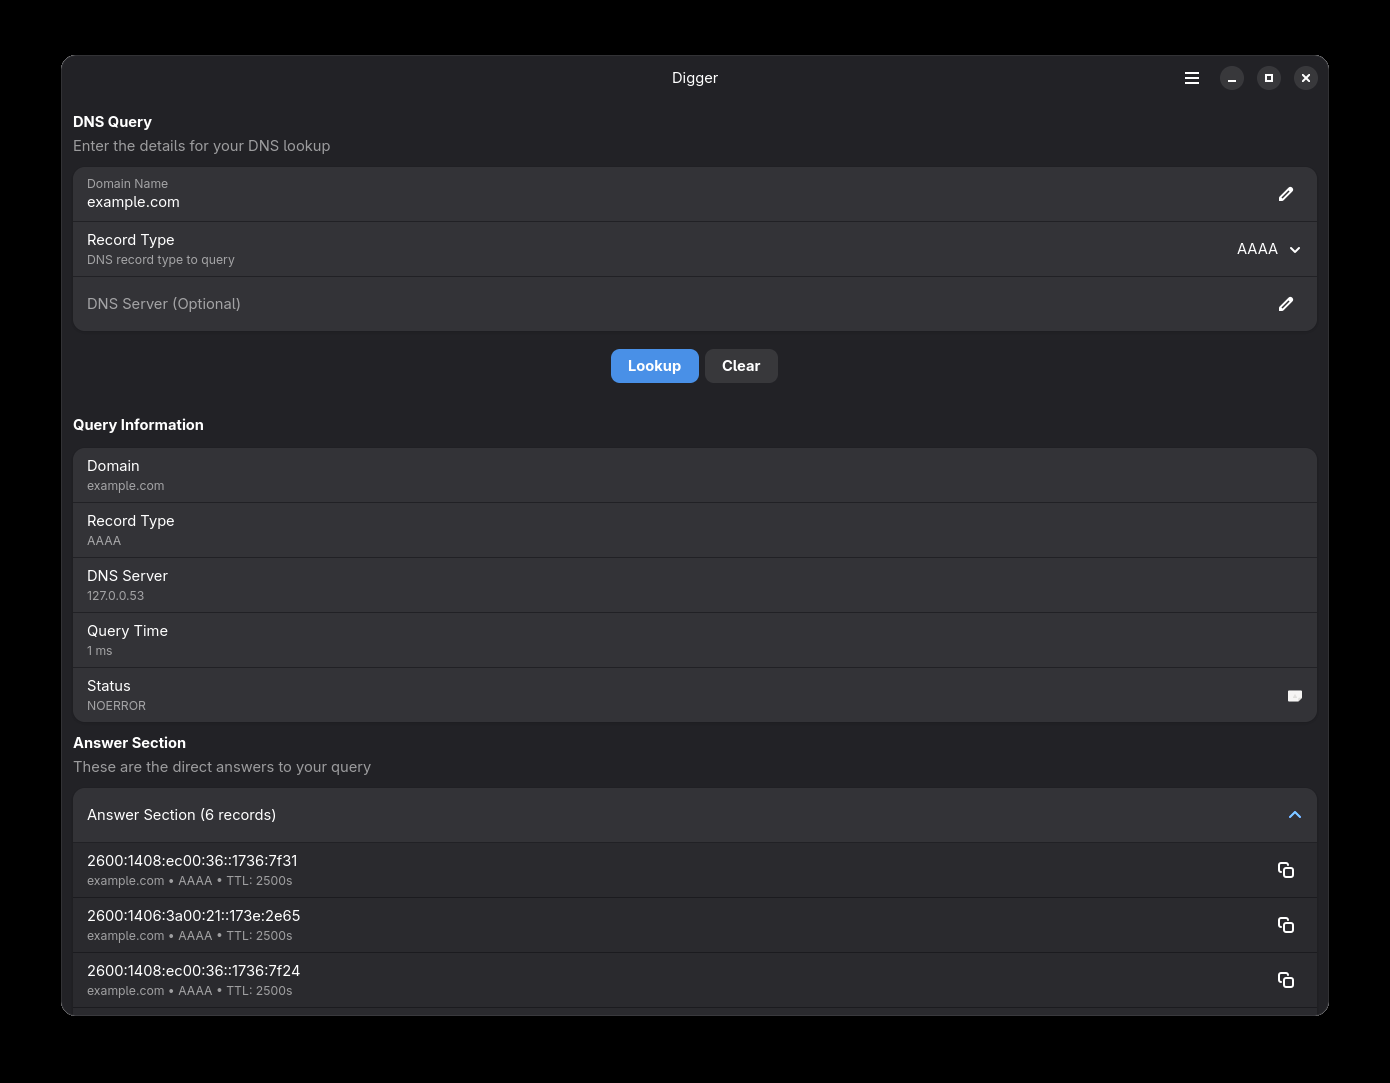 Digger
DNS Query
Enter the details for your DNS lookup
Domain Name
example.com
Record Type
DNS record type to query
AAAA
DNS Server (Optional)
Lookup
Clear
Query Information
Domain
example.com
Record Type
AAAA
DNS Server
127.0.0.53
Query Time
1 ms
Status
NOERROR
Answer Section
These are the direct answers to your query
Answer Section (6 records)
2600:1408:ec00:36::1736:7f31
example.com • AAAA • TTL: 2500s
2600:1406:3a00:21::173e:2e65
example.com • AAAA • TTL: 2500s
2600:1408:ec00:36::1736:7f24
example.com • AAAA • TTL: 2500s